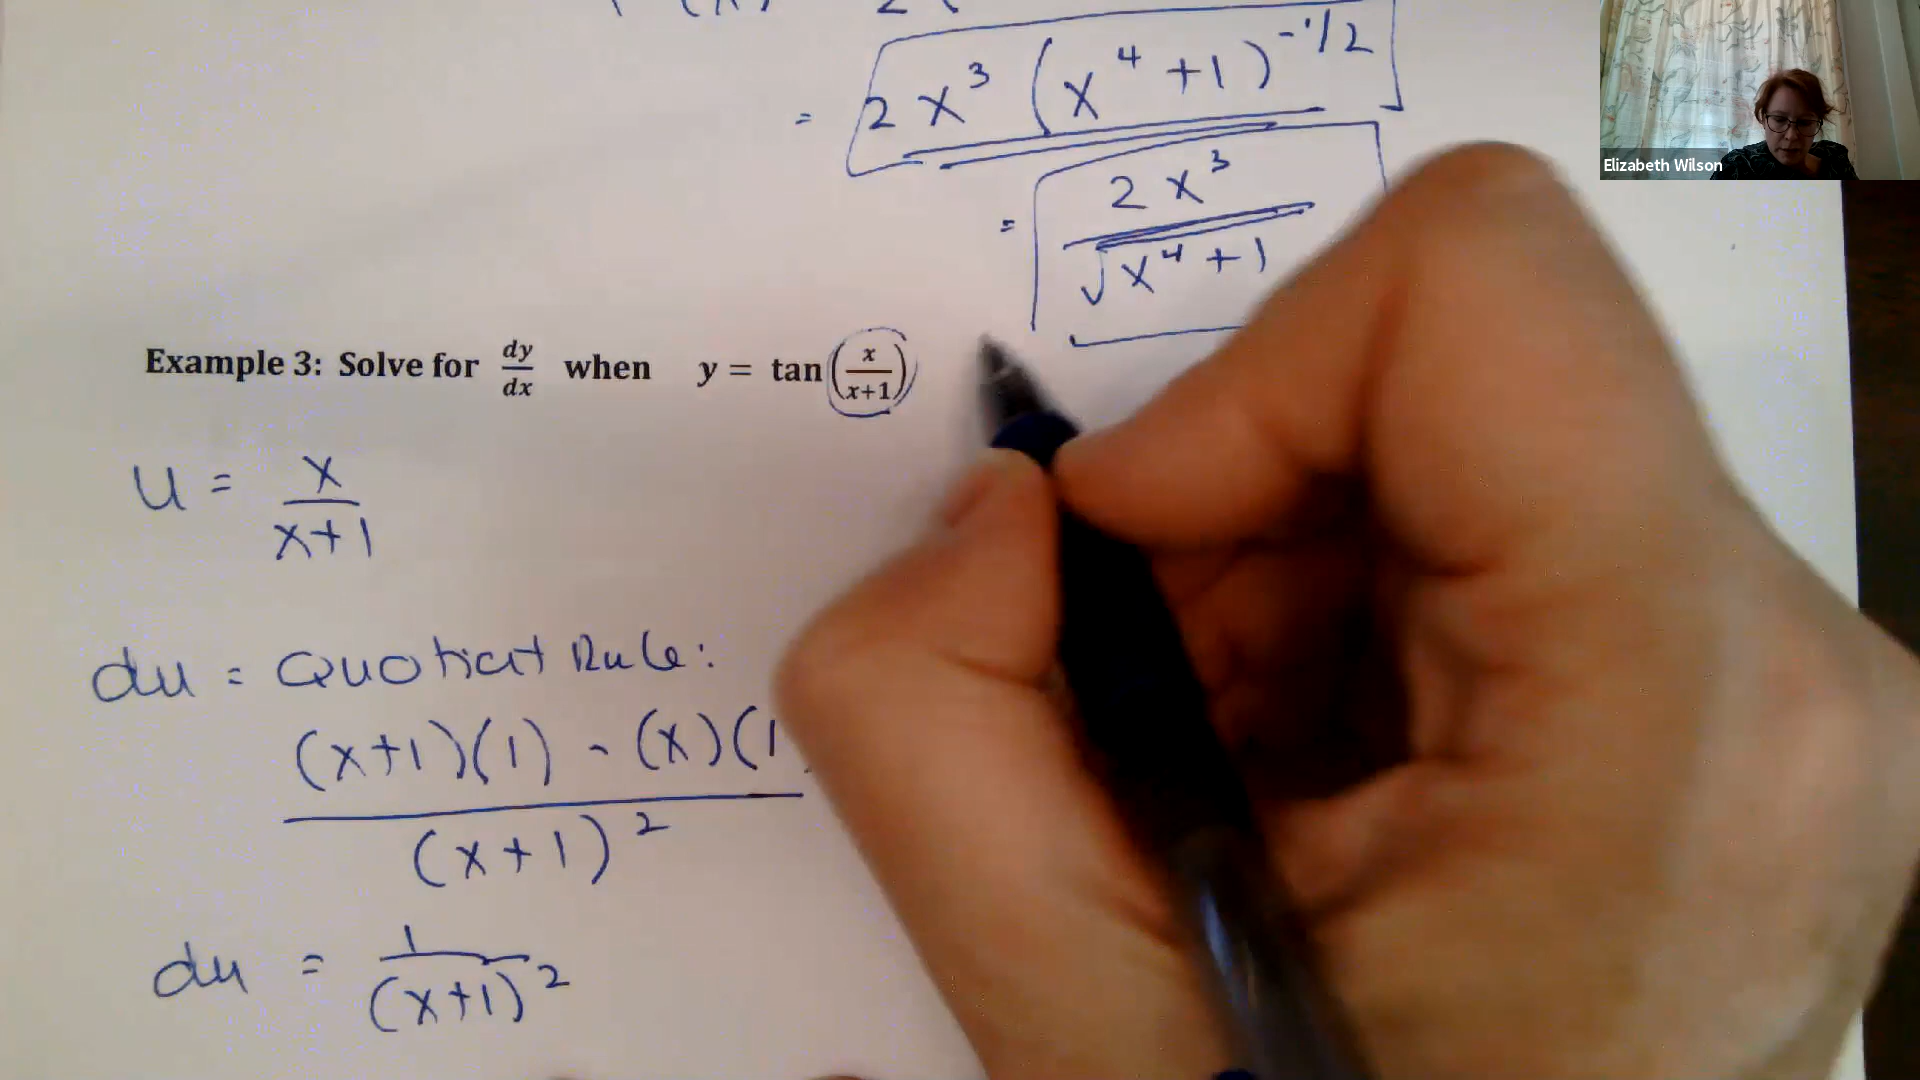 = 2x³ (x⁴ + 1)^-1/2
Elizabeth Wilson
= 2x³ / √x⁴ + 1
Example 3: Solve for dy/dx when y = tan(x/x+1)
u = x / x+1
du = Quotient Rule:
(x+1)(1) - (x)(1
(x+1)²
du = 1 / (x+1)²